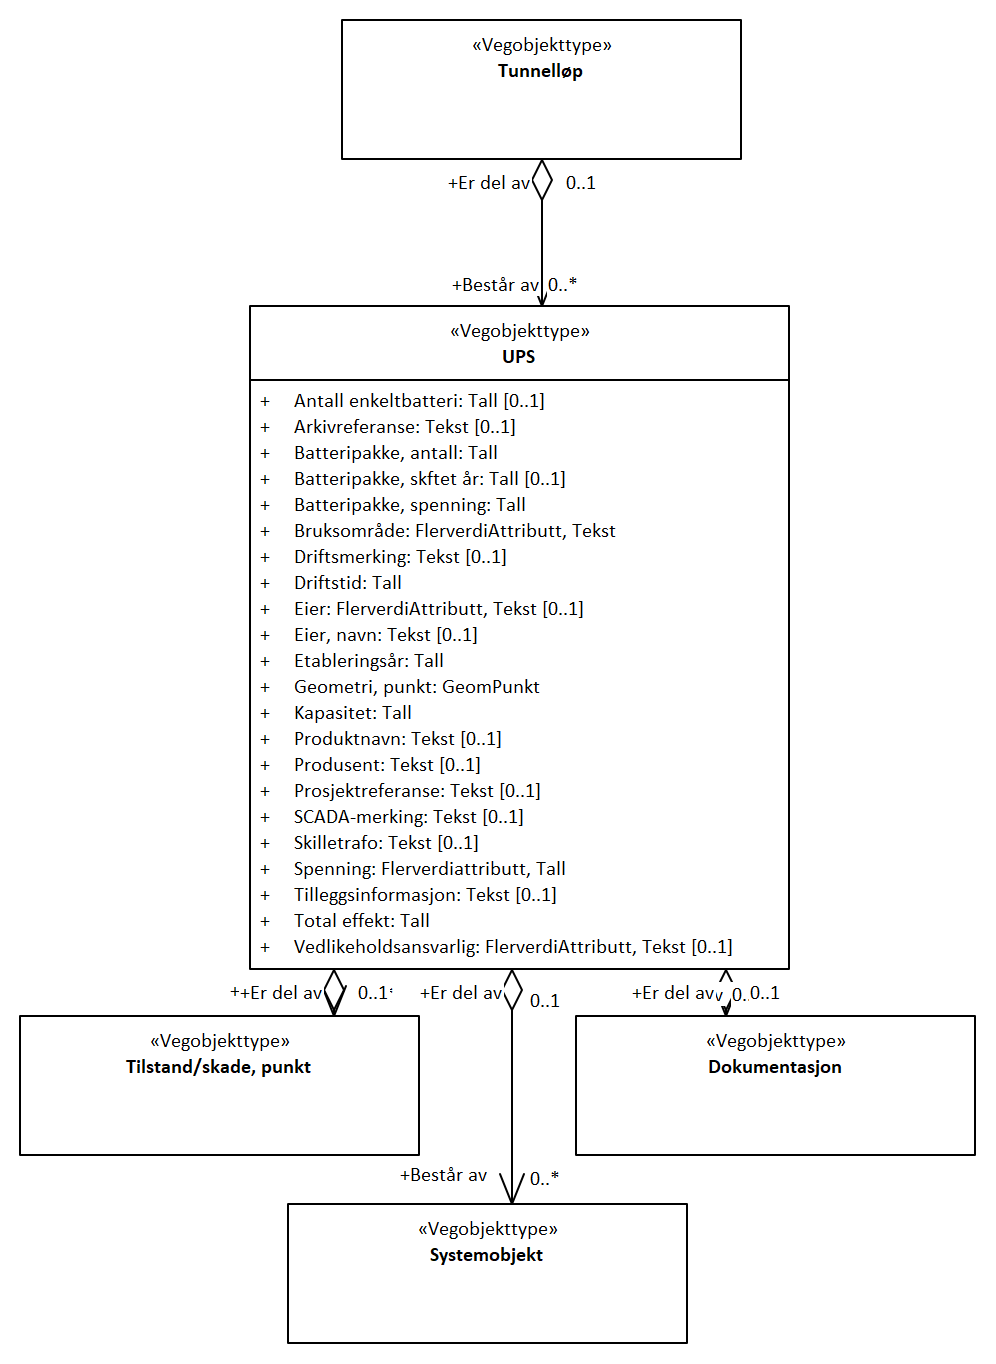 «Vegobjekttype»
Tunnelløp
+Er del av 0..1
+Består av 0..*
«Vegobjekttype»
UPS
+ Antall enkeltbatteri: Tall [0..1]
+ Arkivreferanse: Tekst [0..1]
+ Batteripakke, antall: Tall
+ Batteripakke, skftet år: Tall [0..1]
+ Batteripakke, spenning: Tall
+ Bruksområde: FlerverdiAttributt, Tekst
+ Driftsmerking: Tekst [0..1]
+ Driftstid: Tall
+ Eier: FlerverdiAttributt, Tekst [0..1]
+ Eier, navn: Tekst [0..1]
+ Etableringsår: Tall
+ Geometri, punkt: GeomPunkt
+ Kapasitet: Tall
+ Produktnavn: Tekst [0..1]
+ Produsent: Tekst [0..1]
+ Prosjektreferanse: Tekst [0..1]
+ SCADA-merking: Tekst [0..1]
+ Skilletrafo: Tekst [0..1]
+ Spenning: Flerverdiattributt, Tall
+ Tilleggsinformasjon: Tekst [0..1]
+ Total effekt: Tall
+ Vedlikeholdsansvarlig: FlerverdiAttributt, Tekst [0..1]
++Er del av 0..1 +Er del av 0..1 +Er del av 0..1
«Vegobjekttype» «Vegobjekttype»
Tilstand/skade, punkt Dokumentasjon
+Består av 0..*
«Vegobjekttype»
Systemobjekt